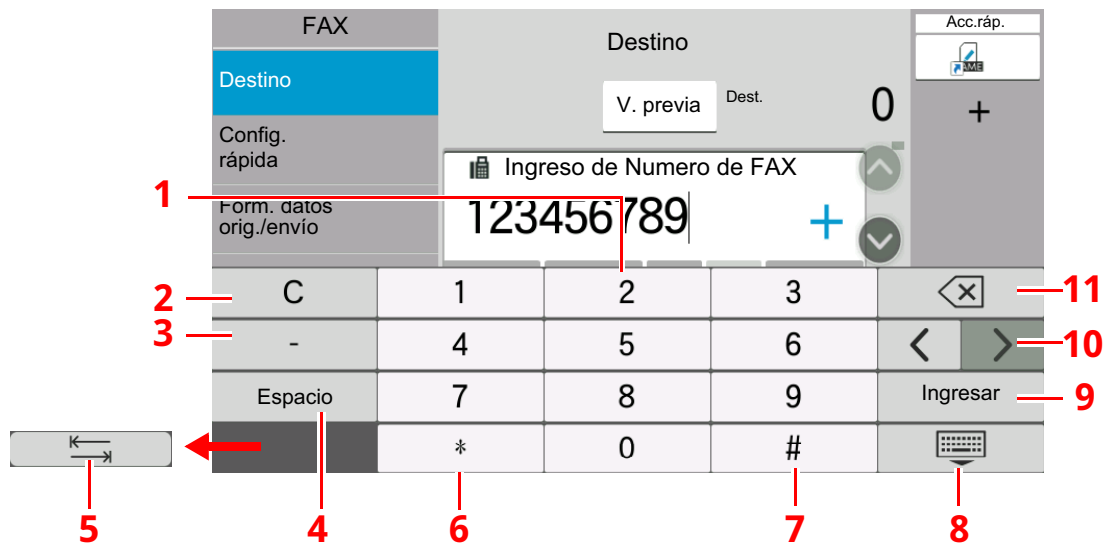 FAX
Destino
Acc.ráp.
AME
Destino
V. previa
Dest.
0
+
Config.
rápida
Ingreso de Numero de FAX
1
Form. datos
orig./envío
123456789
+
2
C
1
2
3
11
3
-
4
5
6
10
Espacio
7
8
9
Ingresar
9
*
0
#
5
4
6
7
8